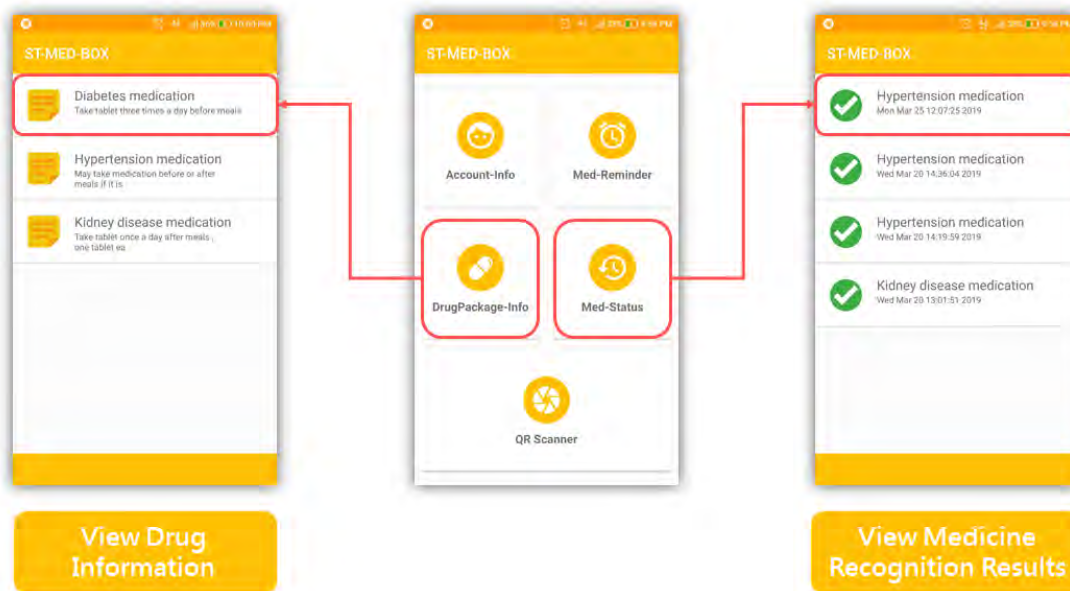 ST-MED-BOX
Diabetes medication
Take tablet three times a day before meals
Hypertension medication
May take medication before or after
meals if it is
Kidney disease medication
Take tablet once a day after meals ,
one tablet ea
View Drug
Information
ST-MED-BOX
Account-Info
Med-Reminder
DrugPackage-Info
Med-Status
QR Scanner
ST-MED-BOX
Hypertension medication
Mon Mar 25 12:07:25 2019
Hypertension medication
Wed Mar 20 14:36:04 2019
Hypertension medication
Wed Mar 20 14:19:59 2019
Kidney disease medication
Wed Mar 20 13:01:51 2019
View Medicine
Recognition Results